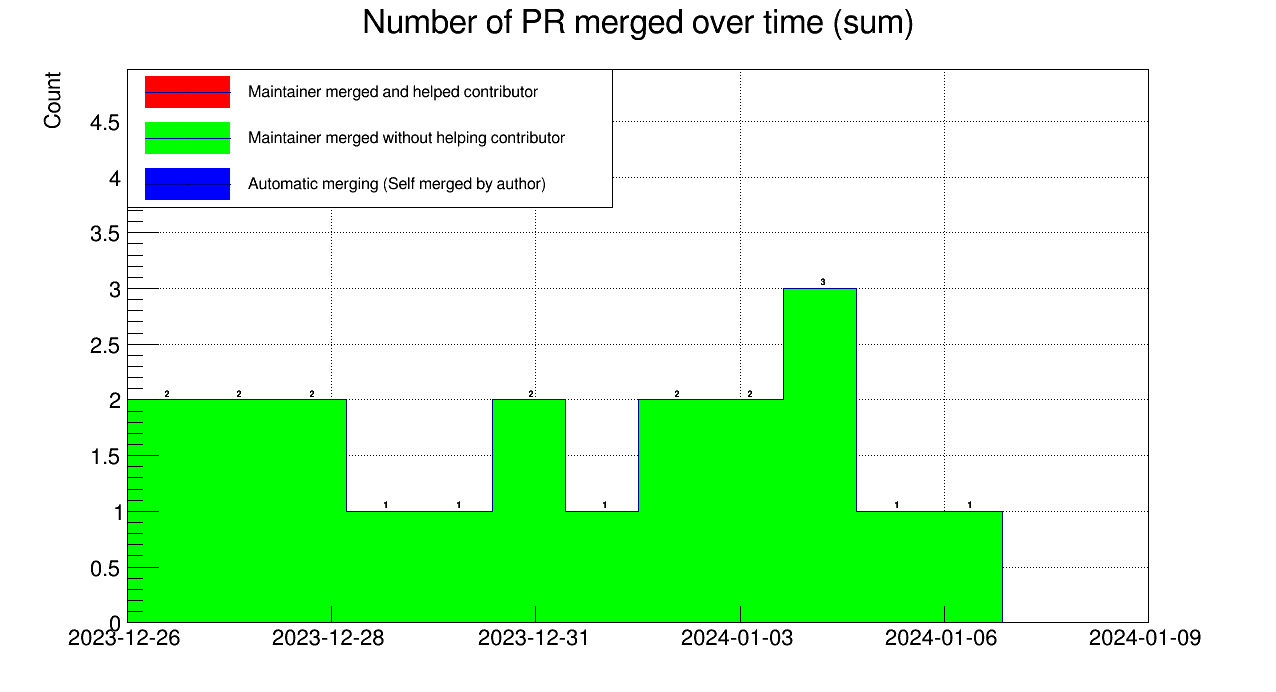 Number of PR merged over time (sum)
Count
Maintainer merged and helped contributor
Maintainer merged without helping contributor
Automatic merging (Self merged by author)
4.5
4
3.5
3
2.5
2
1.5
1
0.5
0
2 2 2 1 1 2 1 2 2 3 1 1
2023-12-26 2023-12-28 2023-12-31 2024-01-03 2024-01-06 2024-01-09